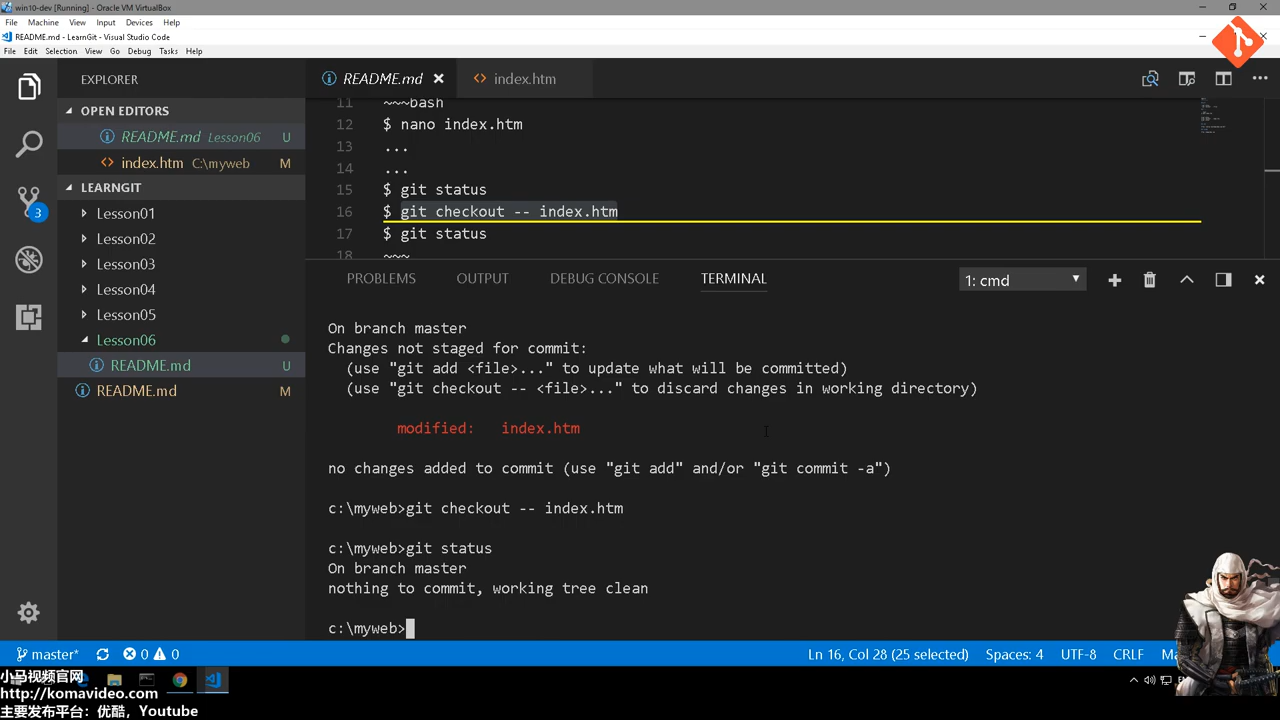 win10-dev [Running] - Oracle VM VirtualBox
File Machine View Input Devices Help
README.md - LearnGit - Visual Studio Code
File Edit Selection View Go Debug Tasks Help
EXPLORER
OPEN EDITORS
README.md Lesson06 U
index.htm C:\myweb M
LEARNGIT
Lesson01
Lesson02
Lesson03
Lesson04
Lesson05
Lesson06
README.md U
README.md M
3
README.md
index.htm
11 ~~~bash
12 $ nano index.htm
13 ...
14 ...
15 $ git status
16 $ git checkout -- index.htm
17 $ git status
18 ~~~
PROBLEMS OUTPUT DEBUG CONSOLE TERMINAL 1: cmd
On branch master
Changes not staged for commit:
(use "git add <file>..." to update what will be committed)
(use "git checkout -- <file>..." to discard changes in working directory)
modified: index.htm
no changes added to commit (use "git add" and/or "git commit -a")
c:\myweb>git checkout -- index.htm
c:\myweb>git status
On branch master
nothing to commit, working tree clean
c:\myweb>
master* 0 0 Ln 16, Col 28 (25 selected) Spaces: 4 UTF-8 CRLF
小马视频官网
http://komavideo.com
主要发布平台：优酷，Youtube